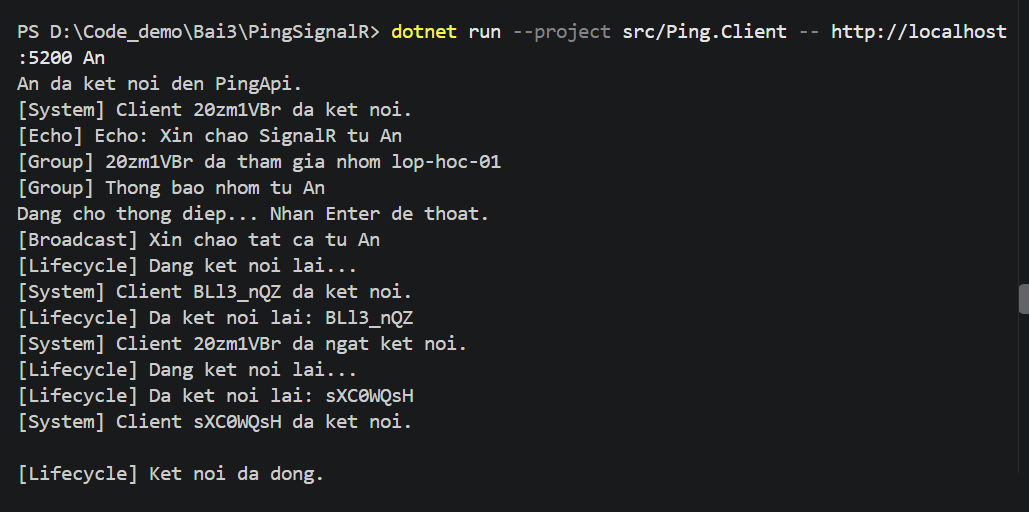 PS D:\Code_demo\Bai3\PingSignalR> dotnet run --project src/Ping.Client -- http://localhost
:5200 An
An da ket noi den PingApi.
[System] Client 20zm1VBr da ket noi.
[Echo] Echo: Xin chao SignalR tu An
[Group] 20zm1VBr da tham gia nhom lop-hoc-01
[Group] Thong bao nhom tu An
Dang cho thong diep... Nhan Enter de thoat.
[Broadcast] Xin chao tat ca tu An
[Lifecycle] Dang ket noi lai...
[System] Client BLl3_nQZ da ket noi.
[Lifecycle] Da ket noi lai: BLl3_nQZ
[System] Client 20zm1VBr da ngat ket noi.
[Lifecycle] Dang ket noi lai...
[Lifecycle] Da ket noi lai: sXC0WQsH
[System] Client sXC0WQsH da ket noi.
[Lifecycle] Ket noi da dong.